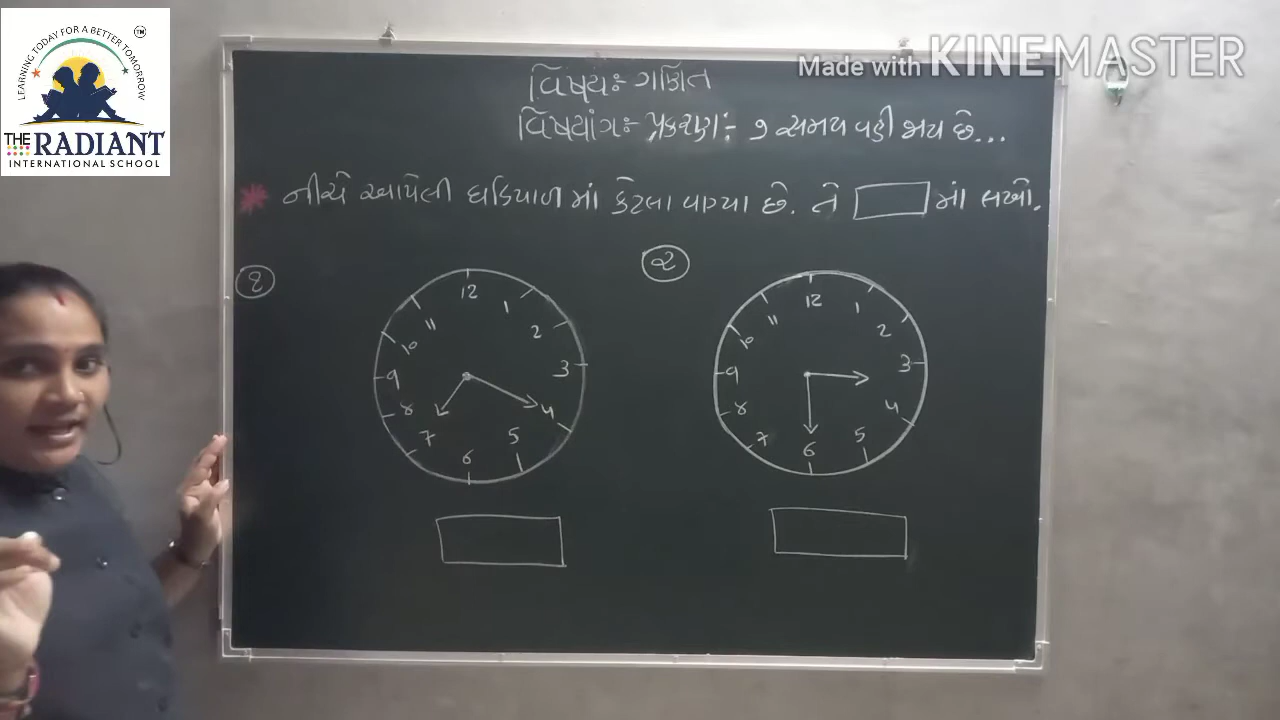 LEARNING TODAY FOR A BETTER TOMORROW
TM
THE RADIANT
INTERNATIONAL SCHOOL
Made with KINEMASTER
વિષય:- ગણિત
વિષયાંગ:- પ્રકરણ:- ૭ સમય વહી જાય છે...
* નીચે આપેલી ઘડિયાળ માં કેટલા વાગ્યા છે. તે માં લખો.
૧
12 1 2 3 4 5 6 7 8 9 10 11
૨
12 1 2 3 4 5 6 7 8 9 10 11